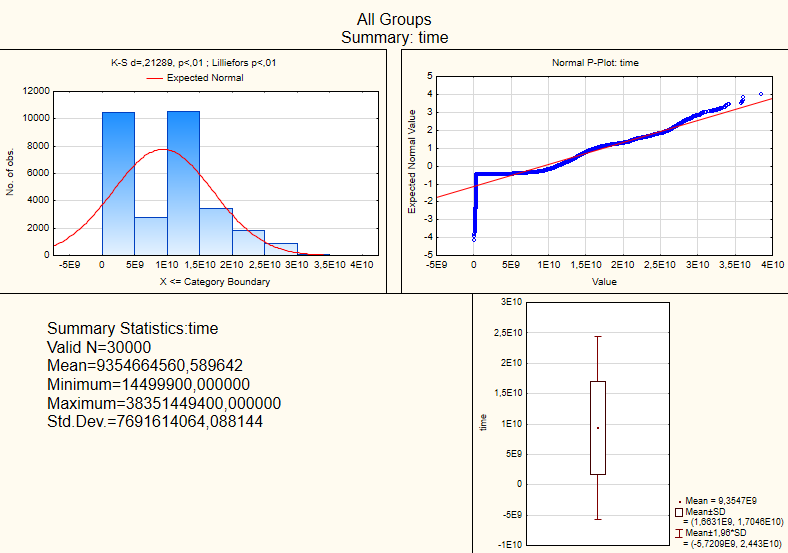 All Groups
Summary: time
K-S d=,21289, p<,01 ; Lilliefors p<,01
Expected Normal
No. of obs.
12000
10000
8000
6000
4000
2000
0
-5E9 0 5E9 1E10 1,5E10 2E10 2,5E10 3E10 3,5E10 4E10
X <= Category Boundary
Normal P-Plot: time
Expected Normal Value
5
4
3
2
1
0
-1
-2
-3
-4
-5
-5E9 0 5E9 1E10 1,5E10 2E10 2,5E10 3E10 3,5E10 4E10
Value
Summary Statistics:time
Valid N=30000
Mean=9354664560,589642
Minimum=14499900,000000
Maximum=38351449400,000000
Std.Dev.=7691614064,088144
time
3E10
2,5E10
2E10
1,5E10
1E10
5E9
0
-5E9
-1E10
Mean = 9,3547E9
Mean±SD
= (1,6631E9, 1,7046E10)
Mean±1,96*SD
= (-5,7209E9, 2,443E10)